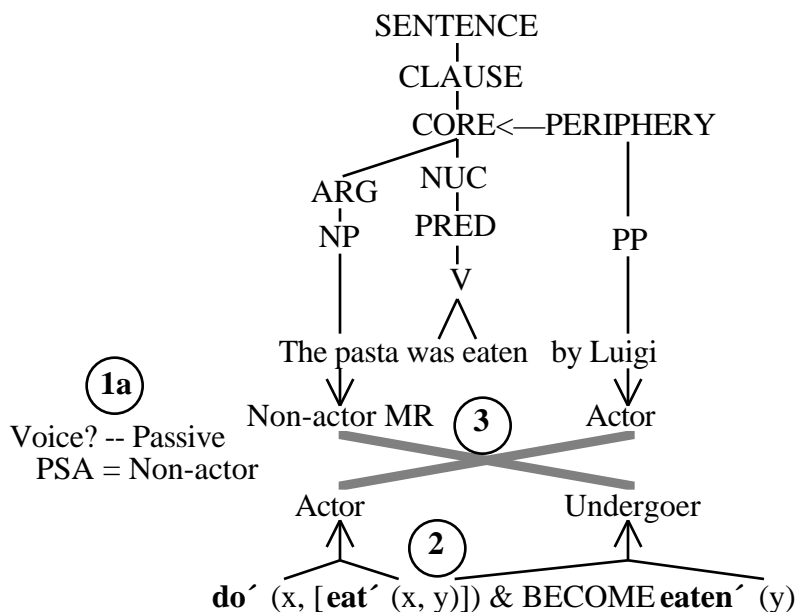 SENTENCE
CLAUSE
CORE<—PERIPHERY
ARG NUC
NP PRED PP
V
The pasta was eaten by Luigi
1a
Non-actor MR 3 Actor
Voice? -- Passive
PSA = Non-actor
Actor Undergoer
2
do´ (x, [eat´ (x, y)]) & BECOME eaten´ (y)